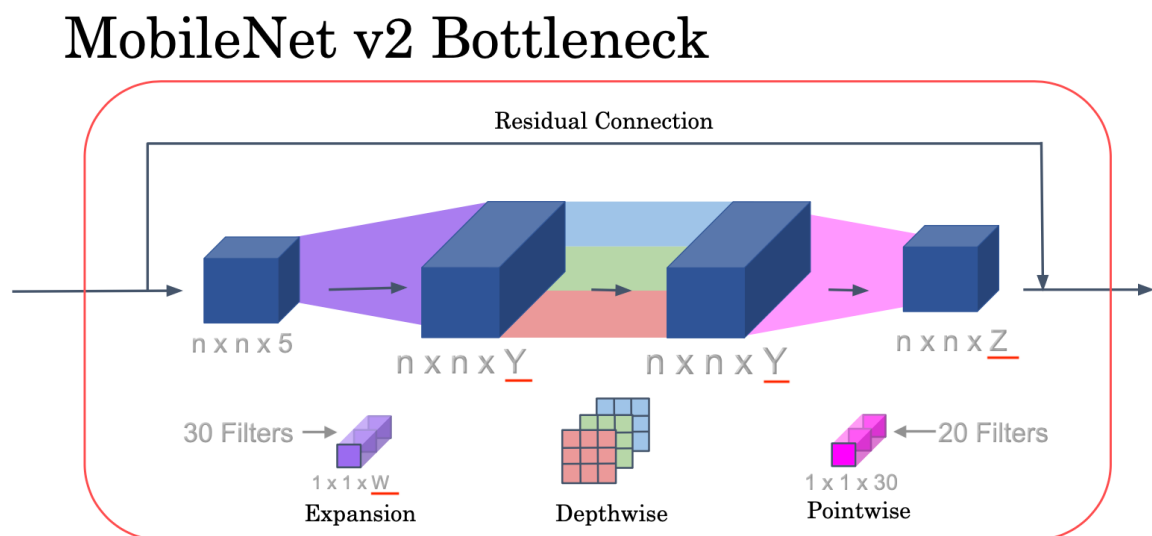 MobileNet v2 Bottleneck
Residual Connection
n x n x 5
n x n x Y
n x n x Y
n x n x Z
30 Filters
20 Filters
1 x 1 x W
1 x 1 x 30
Expansion
Depthwise
Pointwise